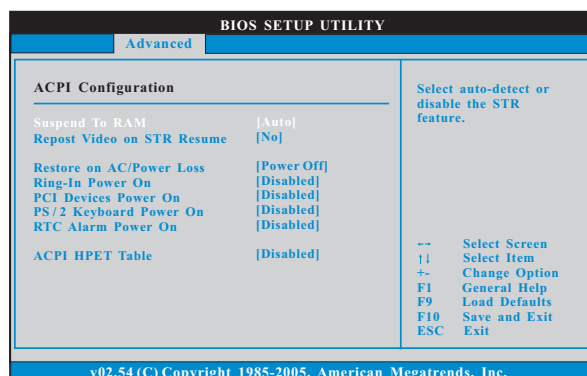 BIOS SETUP UTILITY
Advanced
ACPI Configuration
Suspend To RAM [Auto]
Repost Video on STR Resume [No]
Restore on AC/Power Loss [Power Off]
Ring-In Power On [Disabled]
PCI Devices Power On [Disabled]
PS/2 Keyboard Power On [Disabled]
RTC Alarm Power On [Disabled]
ACPI HPET Table [Disabled]
Select auto-detect or
disable the STR
feature.
←→ Select Screen
↑↓ Select Item
+- Change Option
F1 General Help
F9 Load Defaults
F10 Save and Exit
ESC Exit
v02.54 (C) Copyright 1985-2005, American Megatrends, Inc.